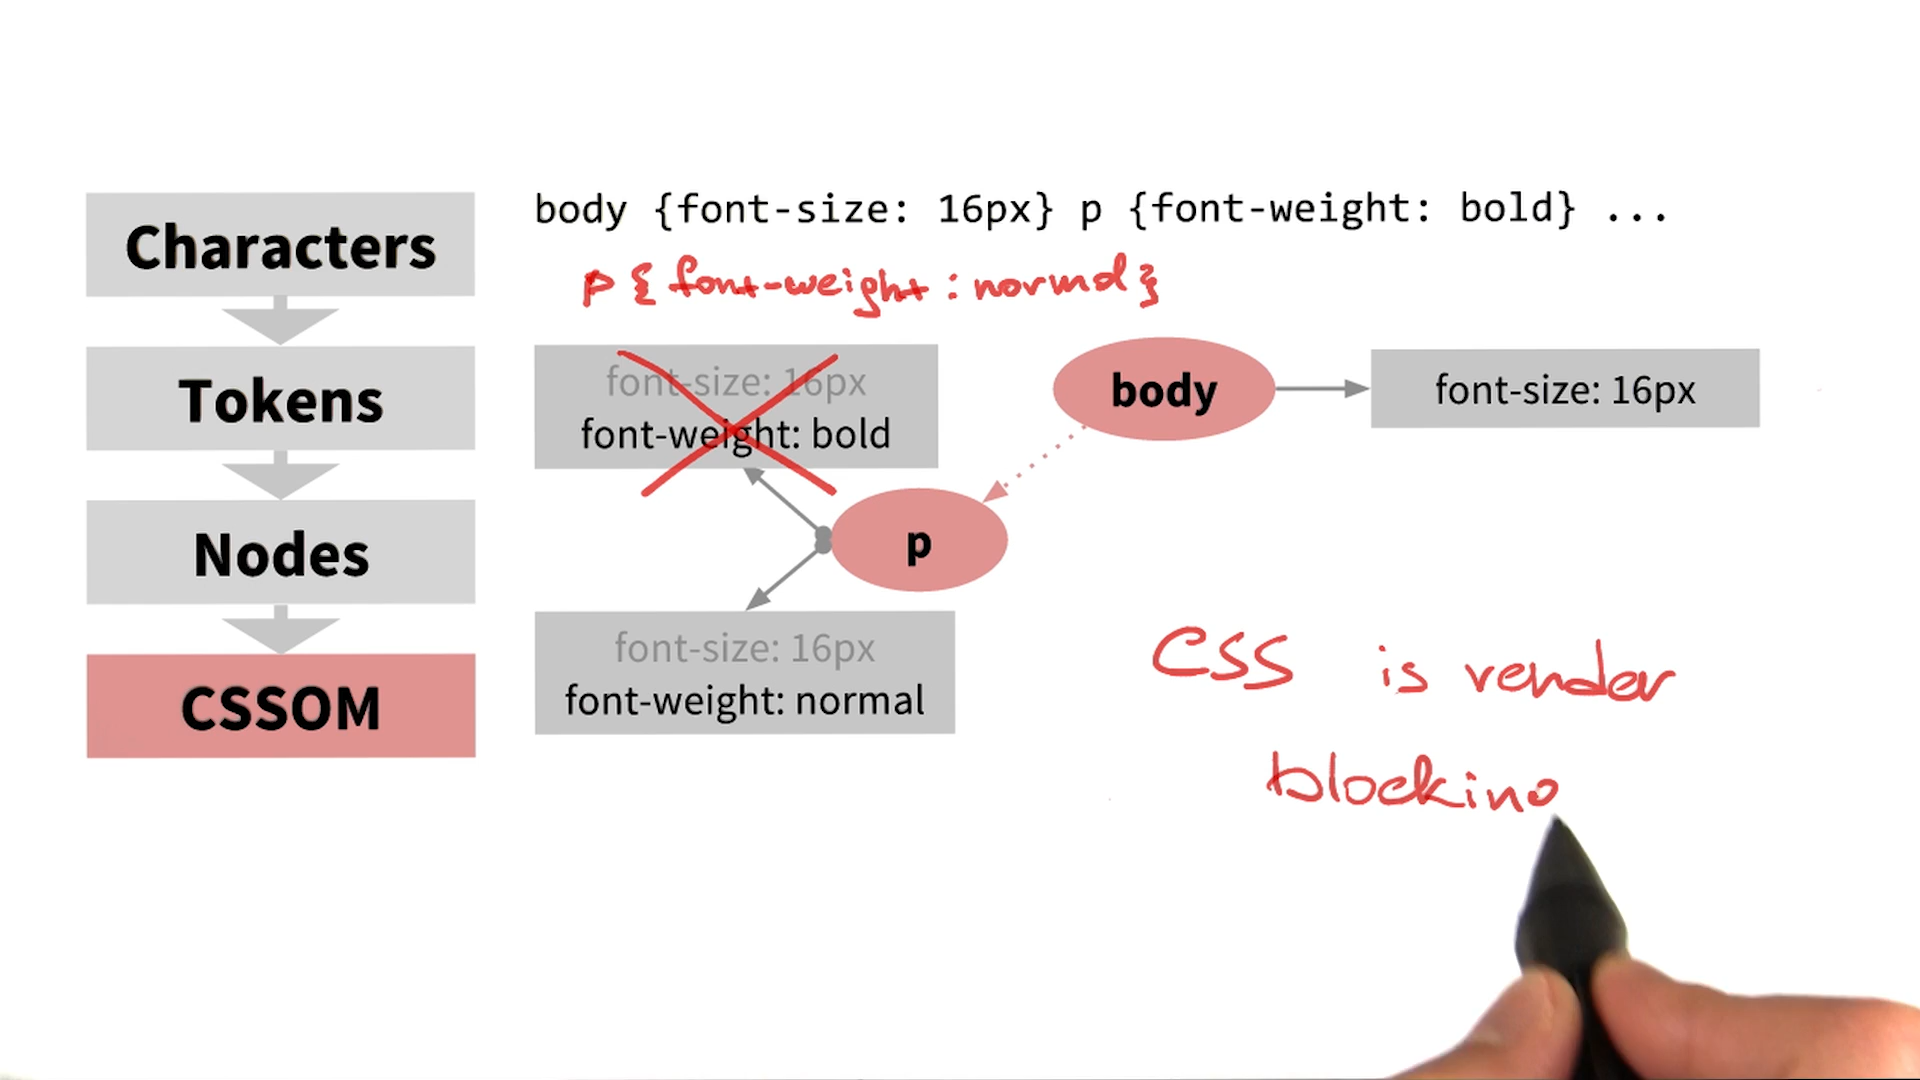 Characters
Tokens
Nodes
CSSOM
body {font-size: 16px} p {font-weight: bold} ...
p { font-weight : normal }
font-size: 16px
font-weight: bold
body
font-size: 16px
p
font-size: 16px
font-weight: normal
CSS is render
blockino